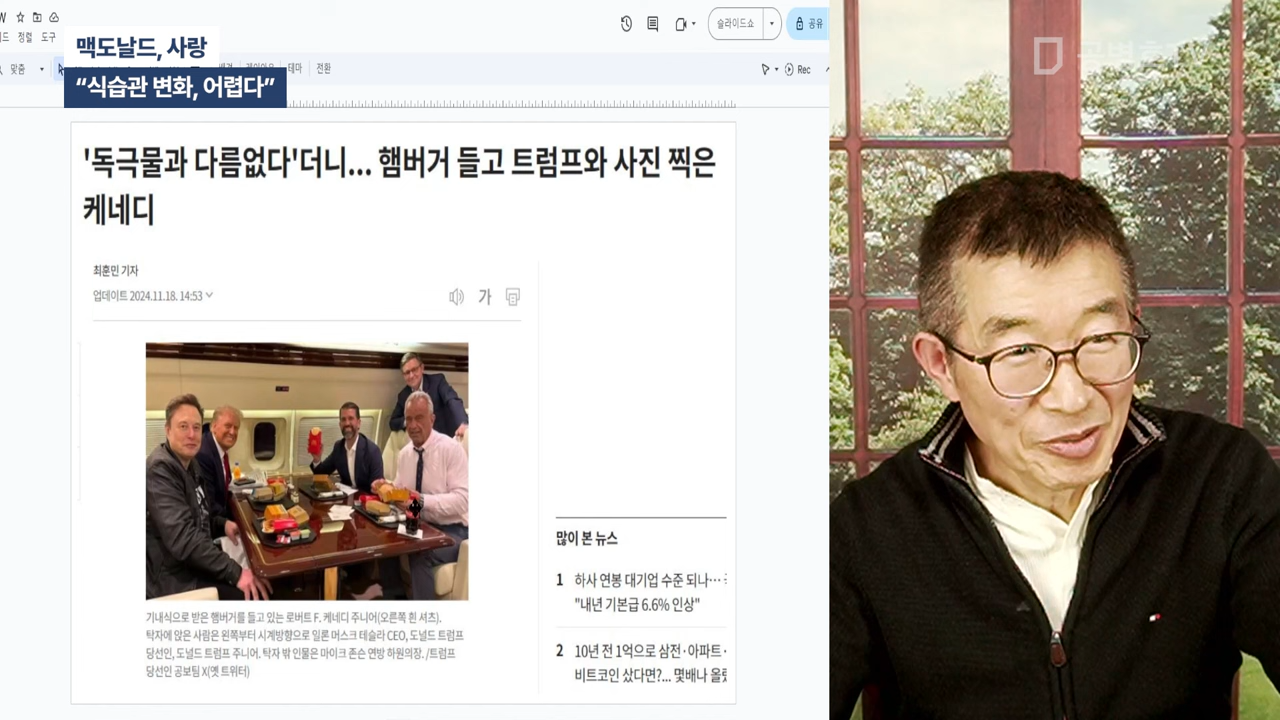 정렬
도구
맞춤
테마
전환
슬라이드쇼
공유
Rec
맥도날드, 사랑
“식습관 변화, 어렵다”
'독극물과 다름없다'더니... 햄버거 들고 트럼프와 사진 찍은
케네디
최훈민 기자
업데이트 2024.11.18. 14:53
가
기내식으로 받은 햄버거를 들고 있는 로버트 F. 케네디 주니어(오른쪽 흰 셔츠).
탁자에 앉은 사람은 왼쪽부터 시계방향으로 일론 머스크 테슬라 CEO, 도널드 트럼프
당선인, 도널드 트럼프 주니어. 탁자 밖 인물은 마이크 존슨 연방 하원의장. /트럼프
당선인 공보팀 X(옛 트위터)
많이 본 뉴스
1 하사 연봉 대기업 수준 되나…
"내년 기본급 6.6% 인상"
2 10년 전 1억으로 삼전·아파트·
비트코인 샀다면?... 몇배나